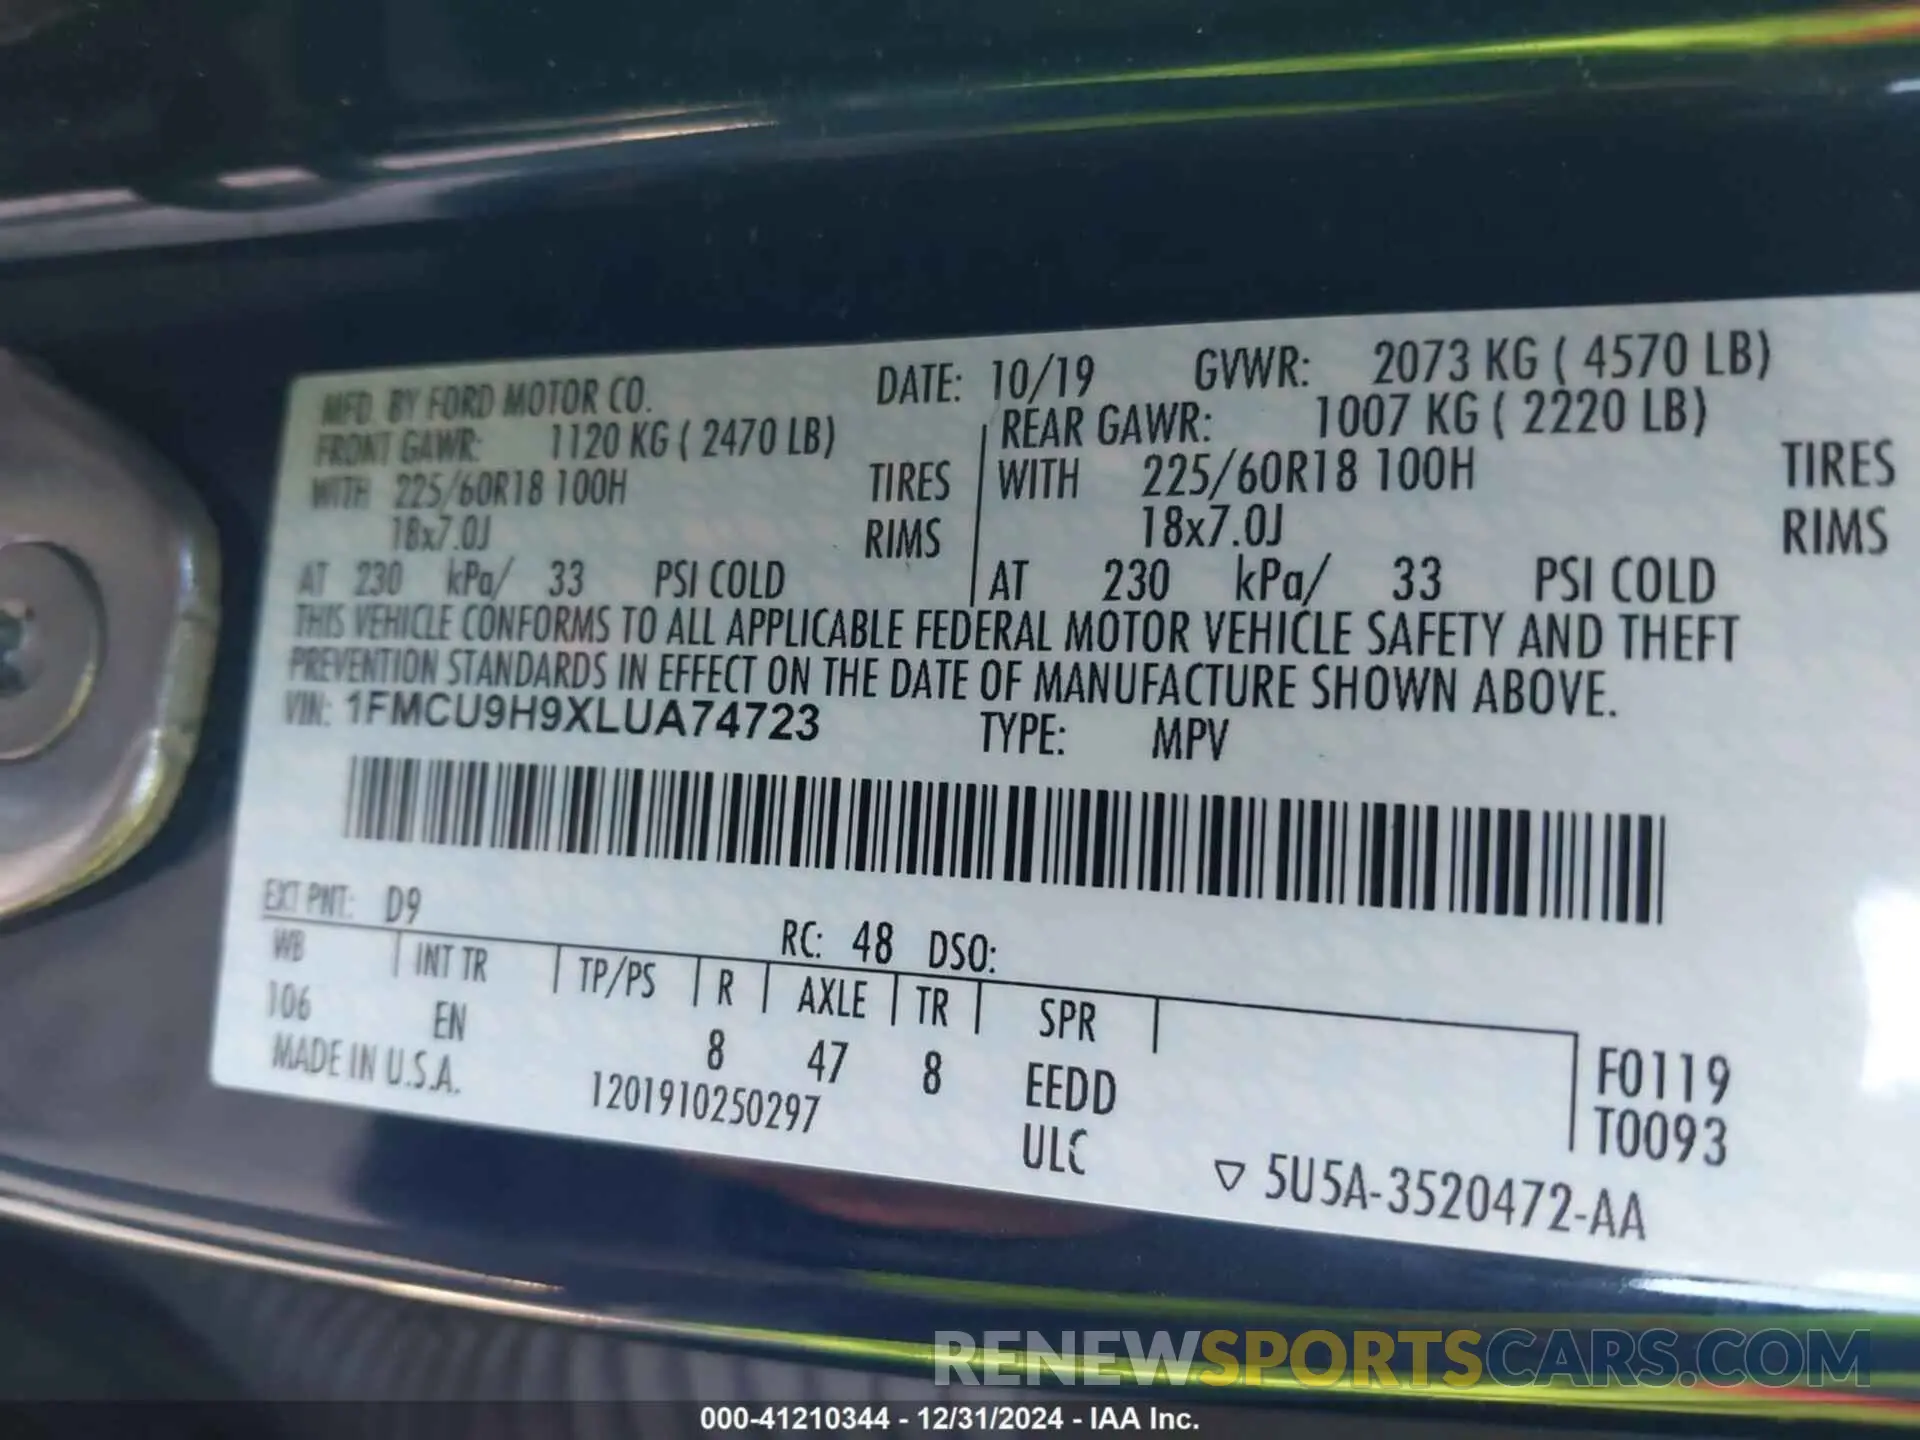 MFD. BY FORD MOTOR CO. DATE: 10/19 GVWR: 2073 KG ( 4570 LB)
FRONT GAWR: 1120 KG ( 2470 LB) REAR GAWR: 1007 KG ( 2220 LB)
WITH 225/60R18 100H TIRES WITH 225/60R18 100H TIRES
18x7.0J RIMS 18x7.0J RIMS
AT 230 kPa/ 33 PSI COLD AT 230 kPa/ 33 PSI COLD
THIS VEHICLE CONFORMS TO ALL APPLICABLE FEDERAL MOTOR VEHICLE SAFETY AND THEFT
PREVENTION STANDARDS IN EFFECT ON THE DATE OF MANUFACTURE SHOWN ABOVE.
VIN: 1FMCU9H9XLUA74723 TYPE: MPV
EXT PNT: D9 RC: 48 DSO:
WB INT TR TP/PS R AXLE TR SPR
106 EN 8 47 8 EEDD F0119
MADE IN U.S.A. 1201910250297 ULC T0093
▽ 5U5A-3520472-AA
RENEWSPORTSCARS.COM
000-41210344 - 12/31/2024 - IAA Inc.